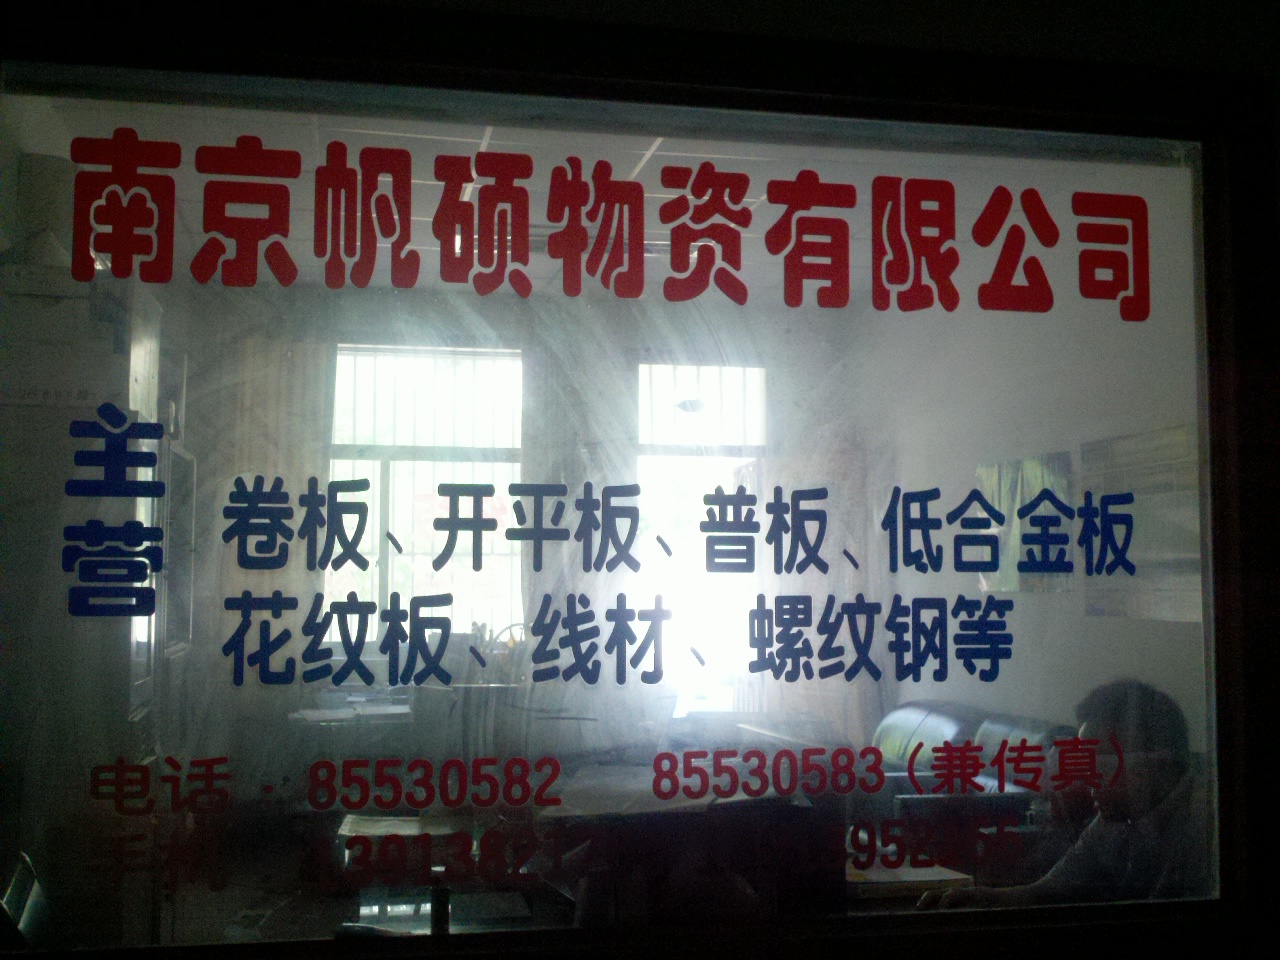 南京帆硕物资有限公司
主营
卷板、开平板、普板、低合金板
花纹板、线材、螺纹钢等
电话：85530582 85530583（兼传真）
手机